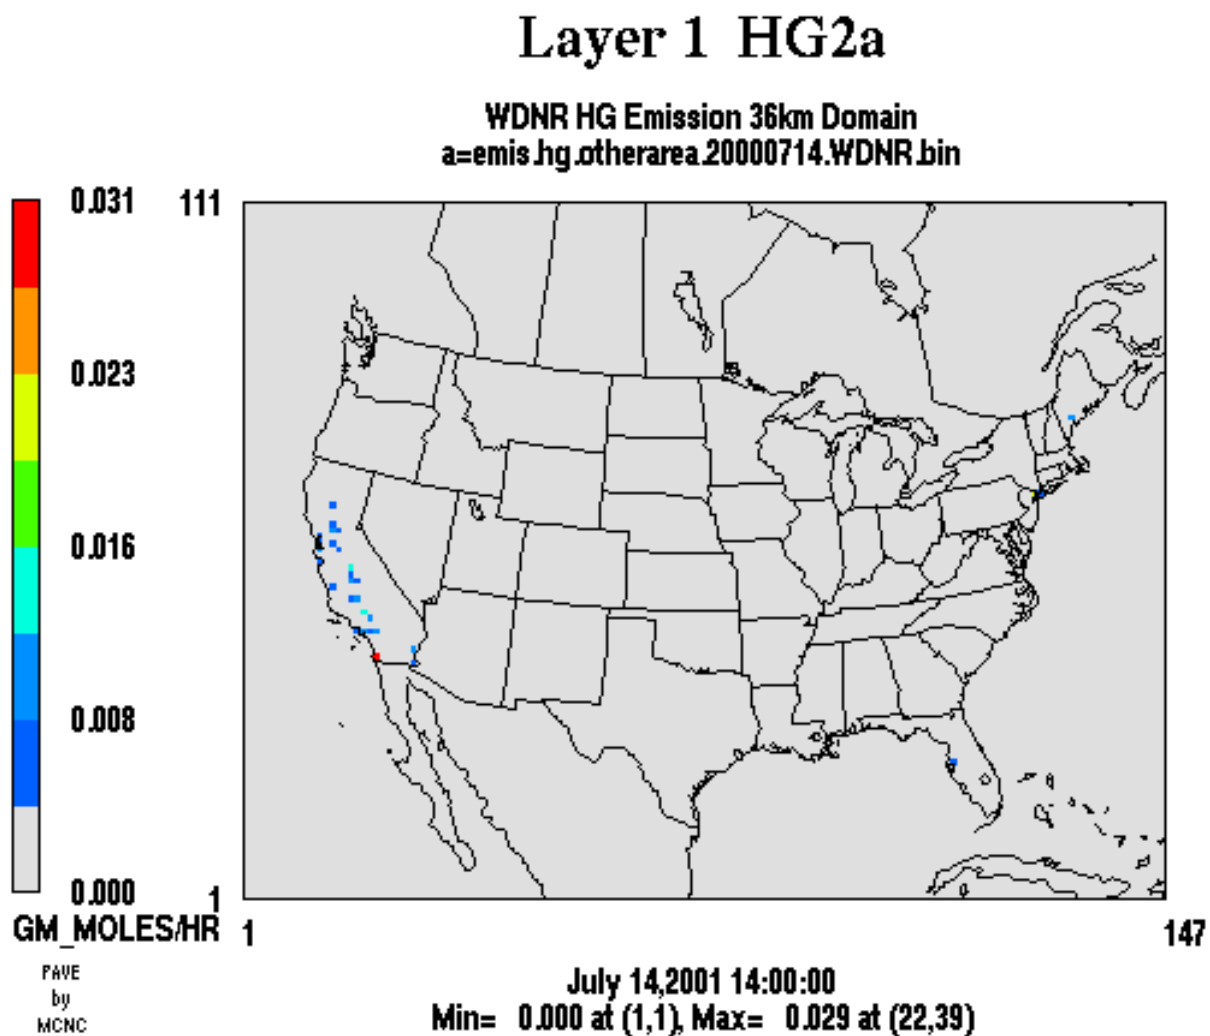 Layer 1 HG2a
WDNR HG Emission 36km Domain
a=emis.hg.otherarea.20000714.WDNR.bin
0.031
0.023
0.016
0.008
0.000
GM_MOLES/HR
111
1
1
147
PAVE
by
MCNC
July 14,2001 14:00:00
Min= 0.000 at (1,1), Max= 0.029 at (22,39)